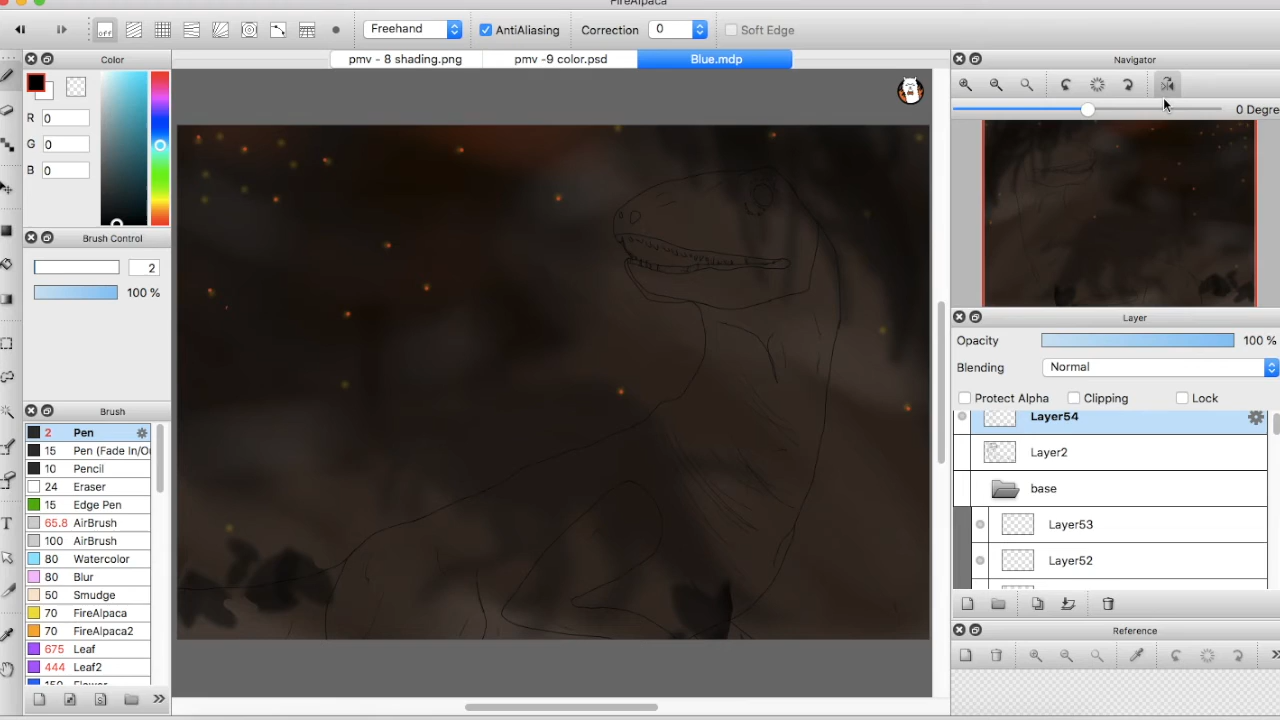 FireAlpaca
off Freehand AntiAliasing Correction 0 Soft Edge
pmv - 8 shading.png pmv -9 color.psd Blue.mdp
Color
R 0
G 0
B 0
Brush Control
2
100 %
Brush
2 Pen
15 Pen (Fade In/Ou
10 Pencil
24 Eraser
15 Edge Pen
65.8 AirBrush
100 AirBrush
80 Watercolor
80 Blur
50 Smudge
70 FireAlpaca
70 FireAlpaca2
675 Leaf
444 Leaf2
150 Flower
Navigator
0 Degre
Layer
Opacity 100 %
Blending Normal
Protect Alpha Clipping Lock
Layer54
Layer2
base
Layer53
Layer52
Reference